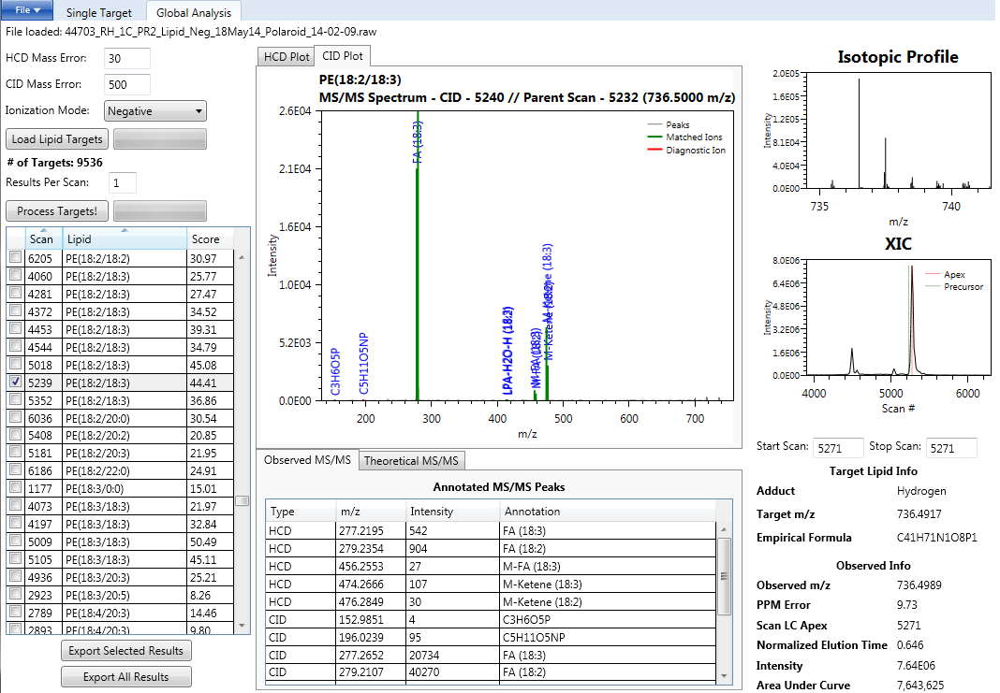 File
Single Target
Global Analysis
File loaded: 44703_RH_1C_PR2_Lipid_Neg_18May14_Polaroid_14-02-09.raw
HCD Mass Error: 30
CID Mass Error: 500
Ionization Mode: Negative
Load Lipid Targets
# of Targets: 9536
Results Per Scan: 1
Process Targets!
Scan Lipid Score
6205 PE(18:2/18:2) 30.97
4060 PE(18:2/18:3) 25.77
4281 PE(18:2/18:3) 27.47
4372 PE(18:2/18:3) 34.52
4453 PE(18:2/18:3) 39.31
4544 PE(18:2/18:3) 34.79
5018 PE(18:2/18:3) 45.08
5239 PE(18:2/18:3) 44.41
5352 PE(18:2/18:3) 36.86
6036 PE(18:2/20:0) 30.54
5408 PE(18:2/20:2) 20.85
5181 PE(18:2/20:3) 21.95
6186 PE(18:2/22:0) 24.91
1177 PE(18:3/0:0) 15.01
4073 PE(18:3/18:3) 21.97
4197 PE(18:3/18:3) 32.84
5009 PE(18:3/18:3) 50.49
5105 PE(18:3/18:3) 45.11
4936 PE(18:3/20:3) 25.21
2923 PE(18:3/20:5) 8.26
2789 PE(18:4/20:3) 14.46
2893 PE(18:4/20:3) 9.80
Export Selected Results
Export All Results
HCD Plot
CID Plot
PE(18:2/18:3)
MS/MS Spectrum - CID - 5240 // Parent Scan - 5232 (736.5000 m/z)
2.6E04
2.1E04
1.6E04
1.0E04
5.2E03
0.0E00
Intensity
Peaks
Matched Ions
Diagnostic Ion
C3H6O5P
C5H11O5NP
FA (18:3)
LPA-H2O-H (18:2)
M-FA (18:3)
M-Ketene (18:3)
M-Ketene (18:2)
200 300 400 500 600 700
m/z
Observed MS/MS
Theoretical MS/MS
Annotated MS/MS Peaks
Type m/z Intensity Annotation
HCD 277.2195 542 FA (18:3)
HCD 279.2354 904 FA (18:2)
HCD 456.2553 27 M-FA (18:3)
HCD 474.2666 107 M-Ketene (18:3)
HCD 476.2849 30 M-Ketene (18:2)
CID 152.9851 4 C3H6O5P
CID 196.0239 95 C5H11O5NP
CID 277.2652 20734 FA (18:3)
CID 279.2107 40270 FA (18:2)
Isotopic Profile
2.0E05
1.6E05
1.2E05
8.1E04
4.0E04
0.0E00
Intensity
735 740
m/z
XIC
8.0E06
6.4E06
4.8E06
3.2E06
1.6E06
0.0E00
Intensity
Apex
Precursor
4000 5000 6000
Scan #
Start Scan: 5271 Stop Scan: 5271
Target Lipid Info
Adduct Hydrogen
Target m/z 736.4917
Empirical Formula C41H71N1O8P1
Observed Info
Observed m/z 736.4989
PPM Error 9.73
Scan LC Apex 5271
Normalized Elution Time 0.646
Intensity 7.64E06
Area Under Curve 7,643,625